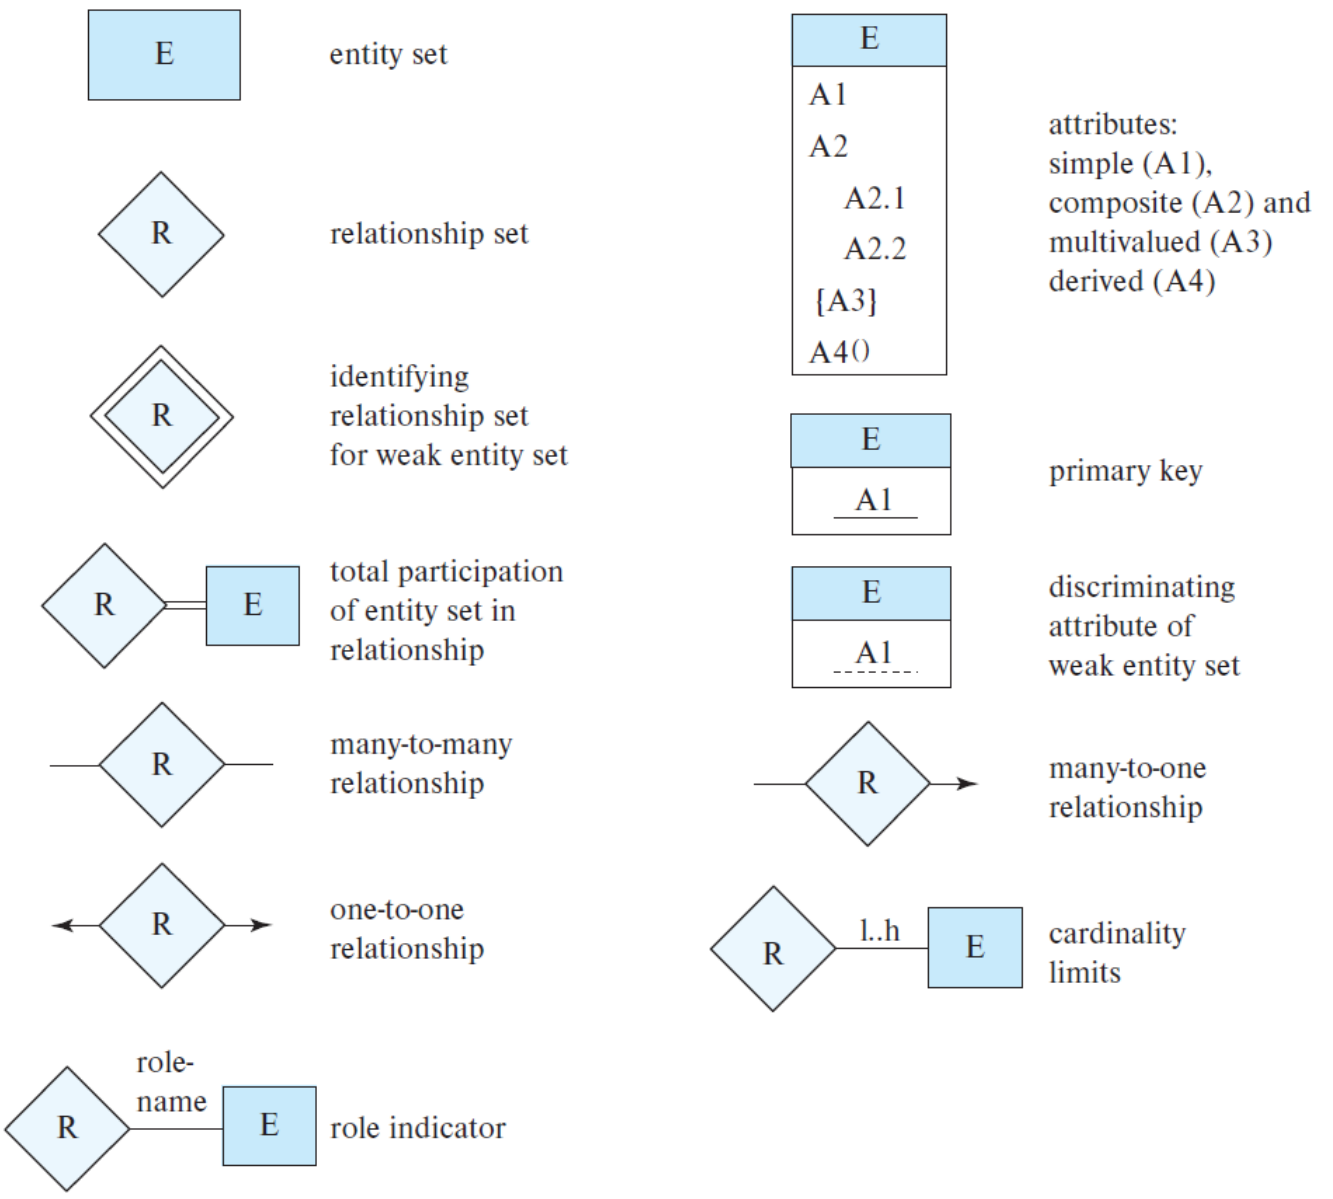 E
entity set
R
relationship set
R
identifying
relationship set
for weak entity set
R
E
total participation
of entity set in
relationship
R
many-to-many
relationship
R
one-to-one
relationship
R
role-
name
E
role indicator
E
A1
A2
A2.1
A2.2
{A3}
A4()
attributes:
simple (A1),
composite (A2) and
multivalued (A3)
derived (A4)
E
A1
primary key
E
A1
discriminating
attribute of
weak entity set
R
many-to-one
relationship
R
l..h
E
cardinality
limits